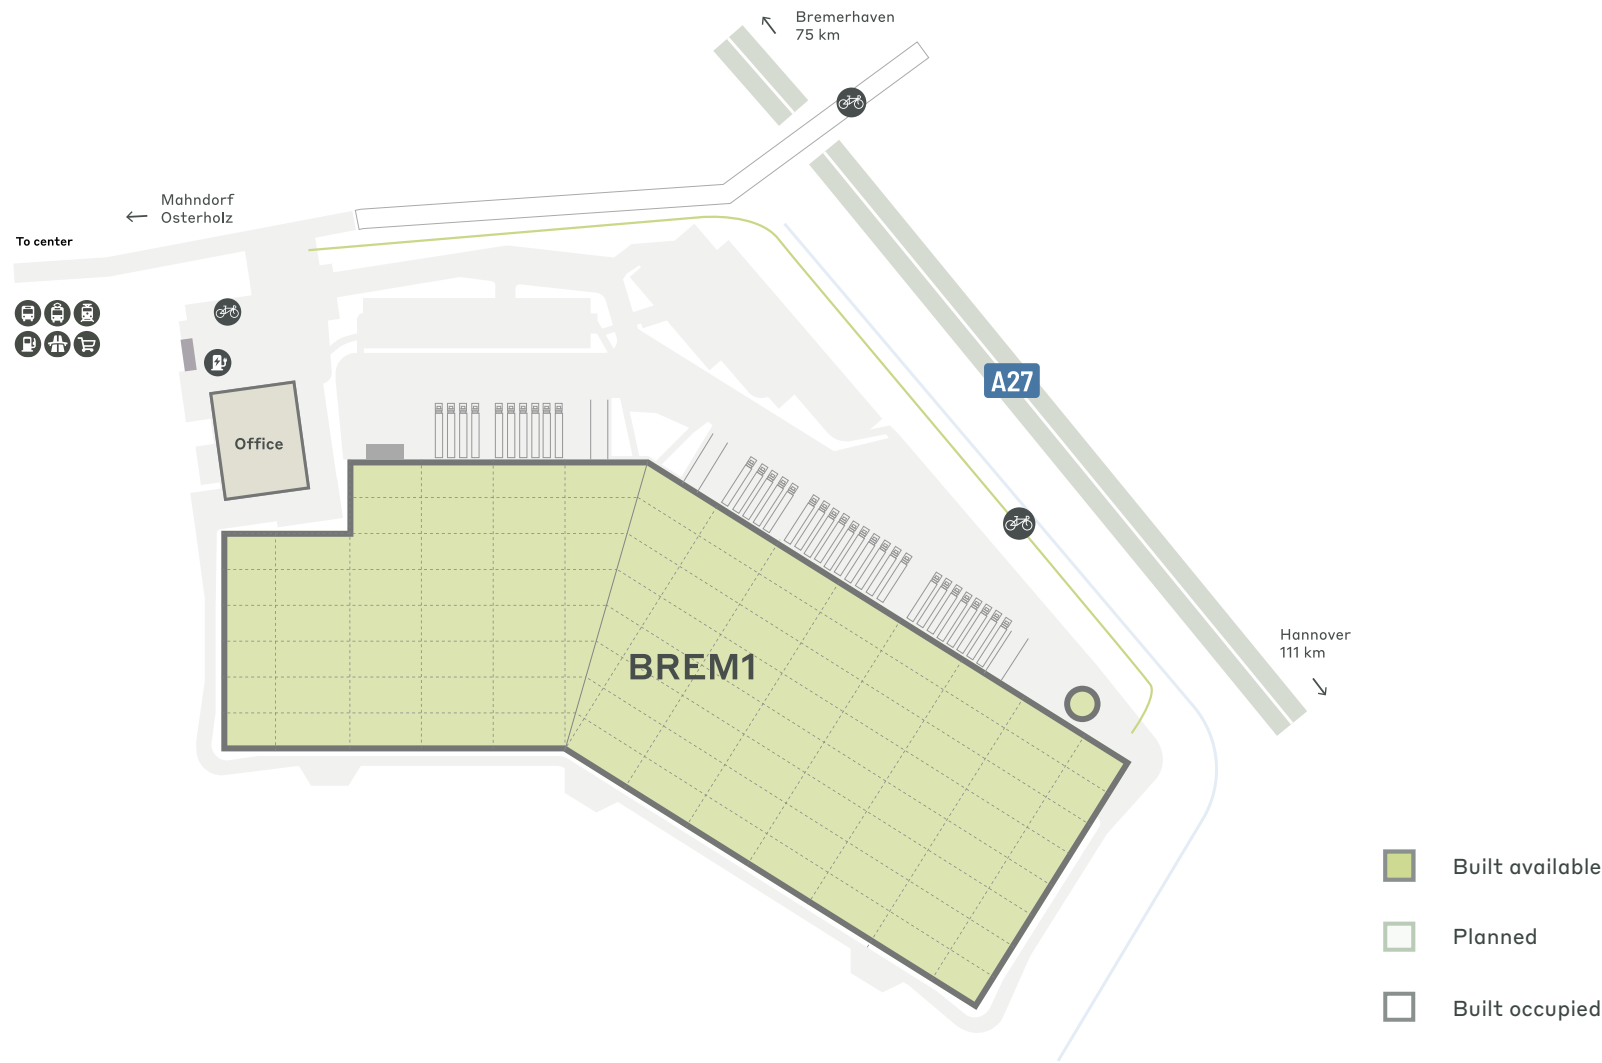 Bremerhaven
75 km
Mahndorf
Osterholz
To center
A27
Office
BREM1
Hannover
111 km
Built available
Planned
Built occupied